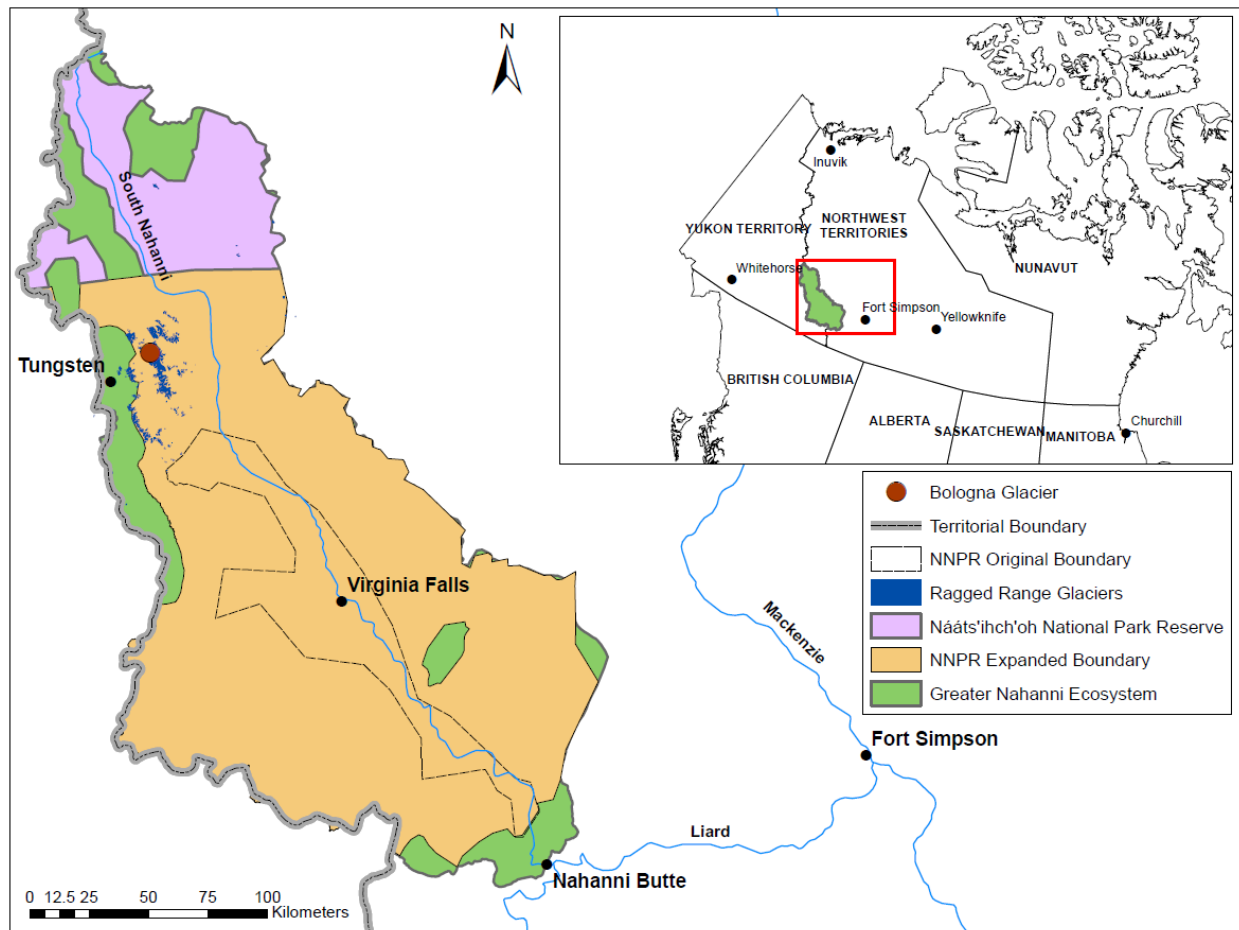 N
South Nahanni
Tungsten
Virginia Falls
Mackenzie
Fort Simpson
Liard
Nahanni Butte
0 12.5 25 50 75 100
Kilometers
Inuvik
YUKON TERRITORY
NORTHWEST
TERRITORIES
NUNAVUT
Whitehorse
Fort Simpson
Yellowknife
BRITISH COLUMBIA
ALBERTA
SASKATCHEWAN
MANITOBA
Churchill
Bologna Glacier
Territorial Boundary
NNPR Original Boundary
Ragged Range Glaciers
Nááts'ihch'oh National Park Reserve
NNPR Expanded Boundary
Greater Nahanni Ecosystem